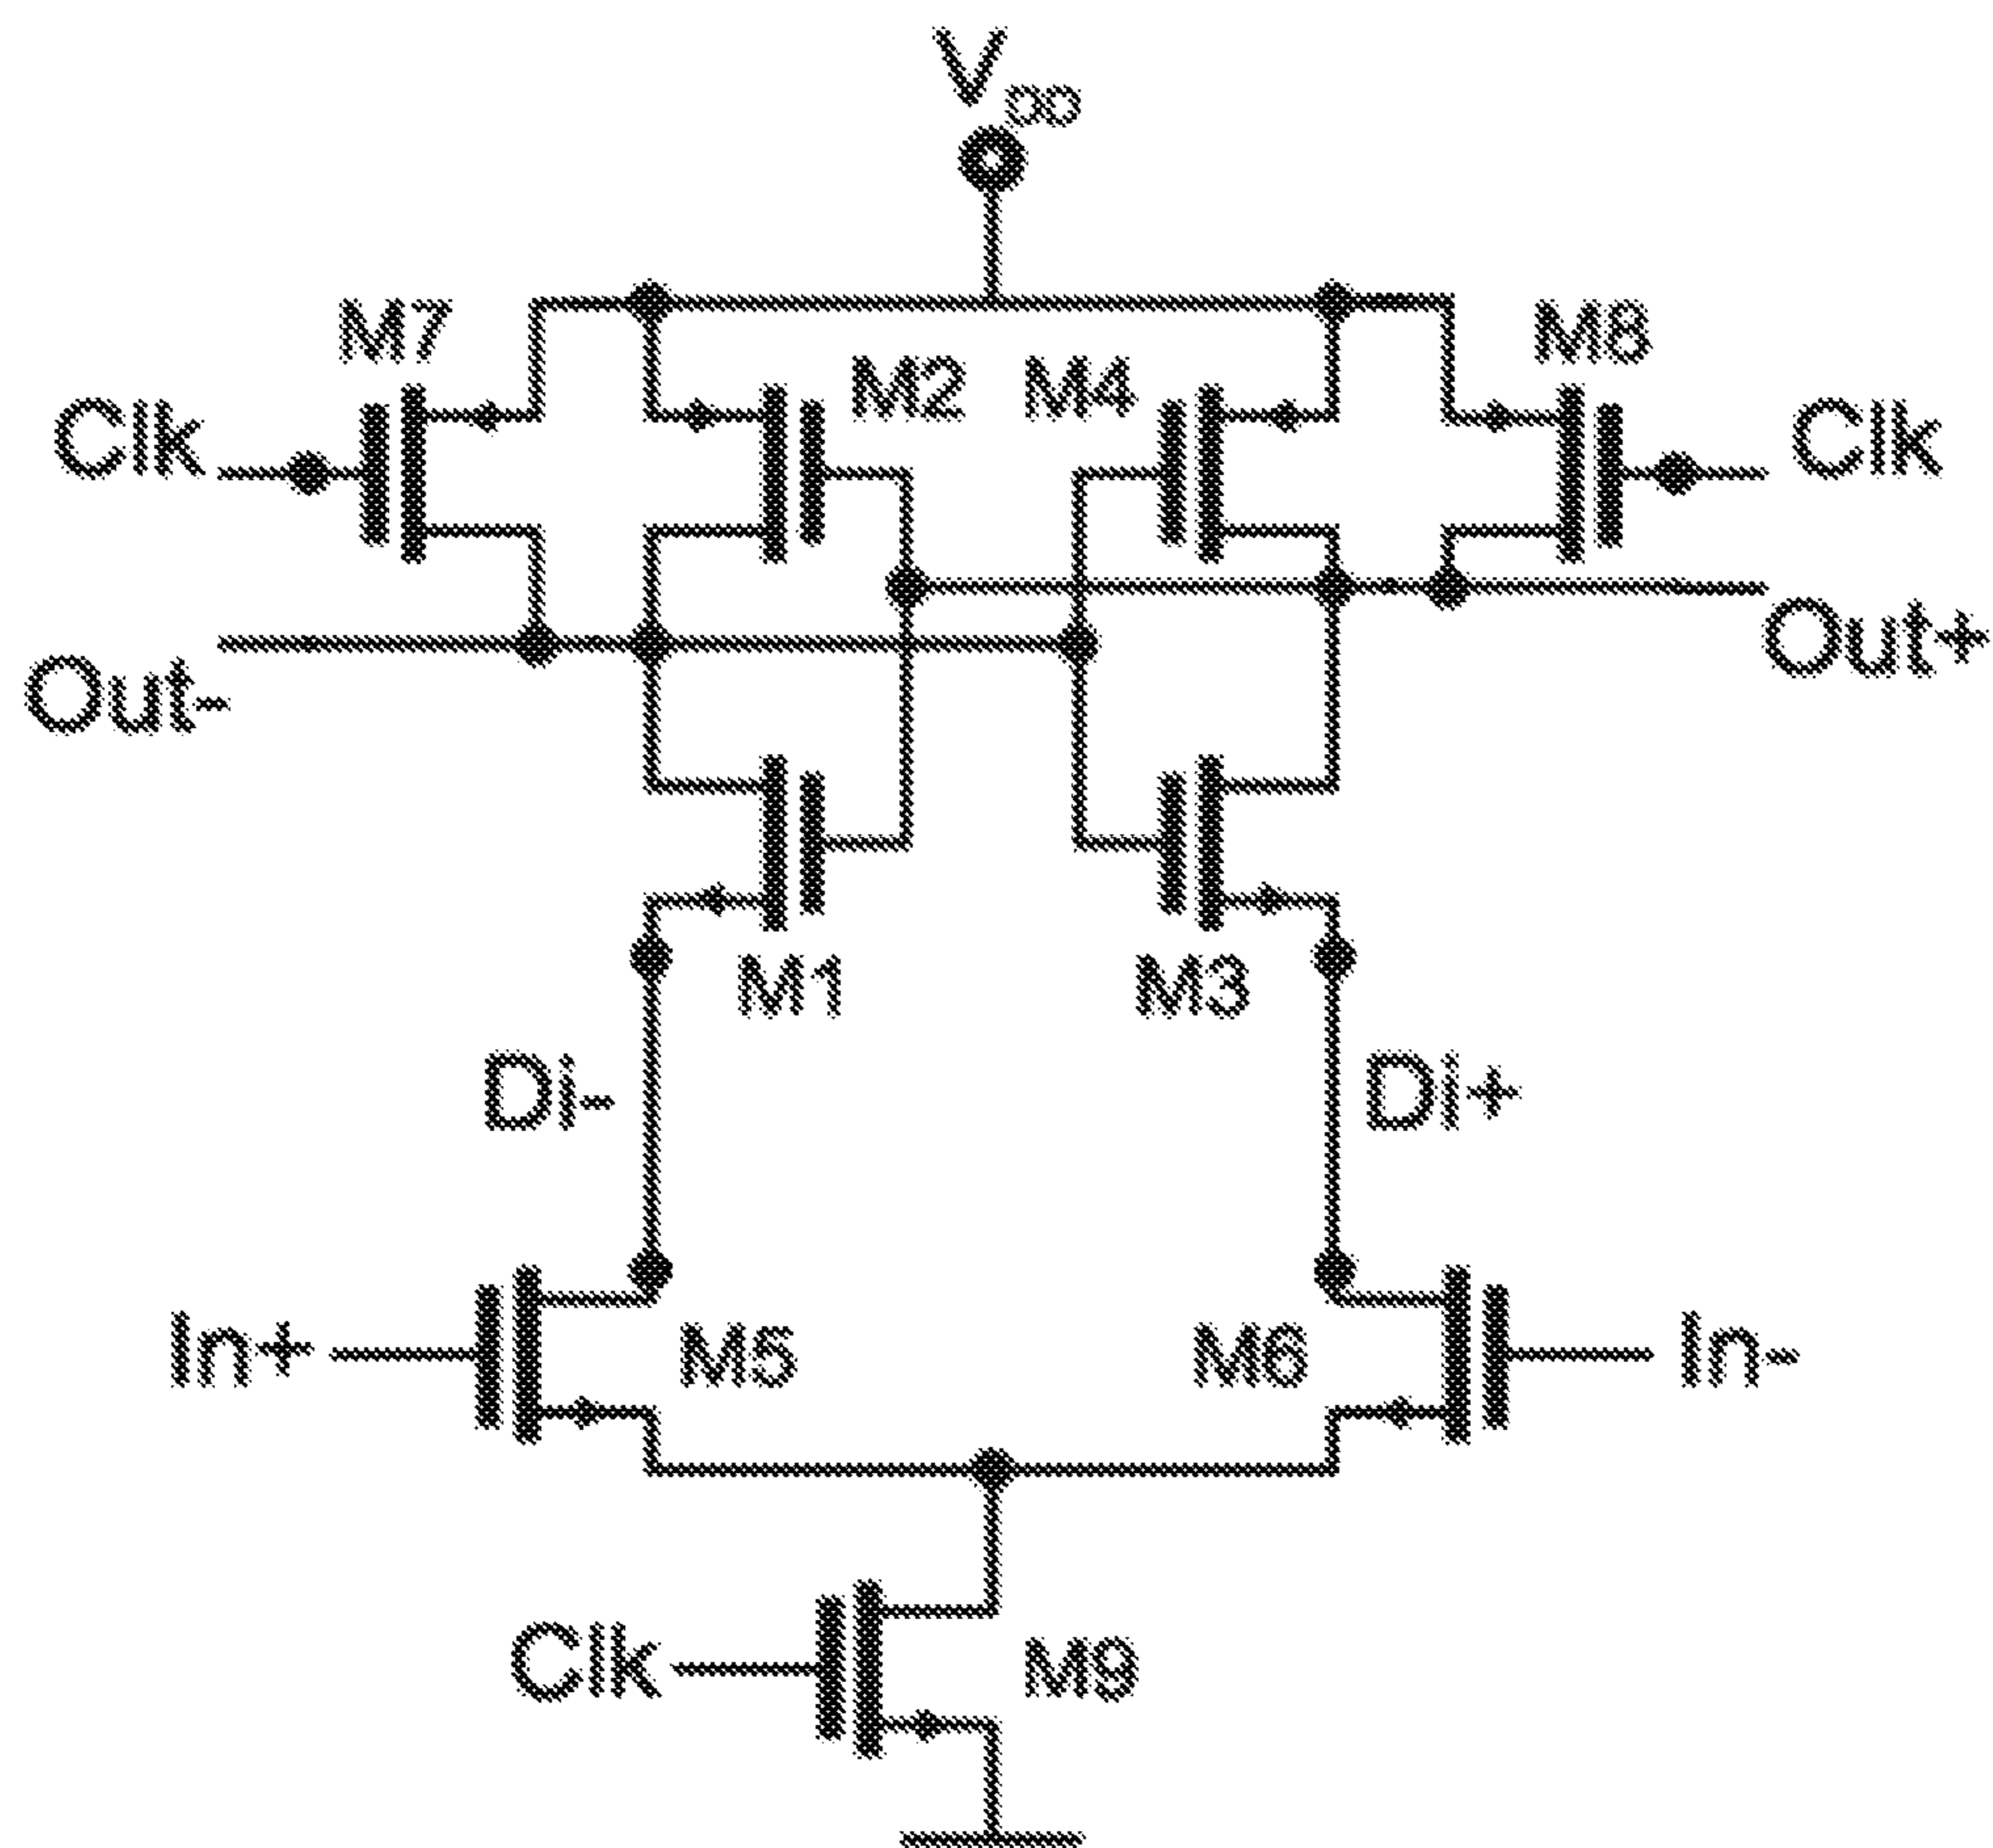 VDD
M7
M8
M2
M4
Clk
Clk
Out+
Out-
M1
M3
Di-
Di+
In+
M5
M6
In-
Clk
M9